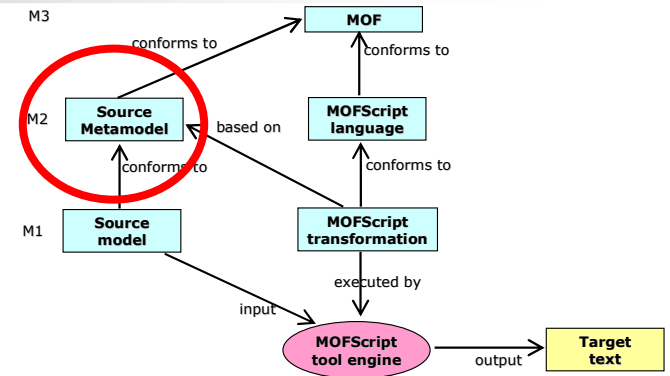 M3
MOF
conforms to
conforms to
M2
Source
Metamodel
based on
MOFScript
language
conforms to
conforms to
M1
Source
model
MOFScript
transformation
executed by
input
MOFScript
tool engine
output
Target
text